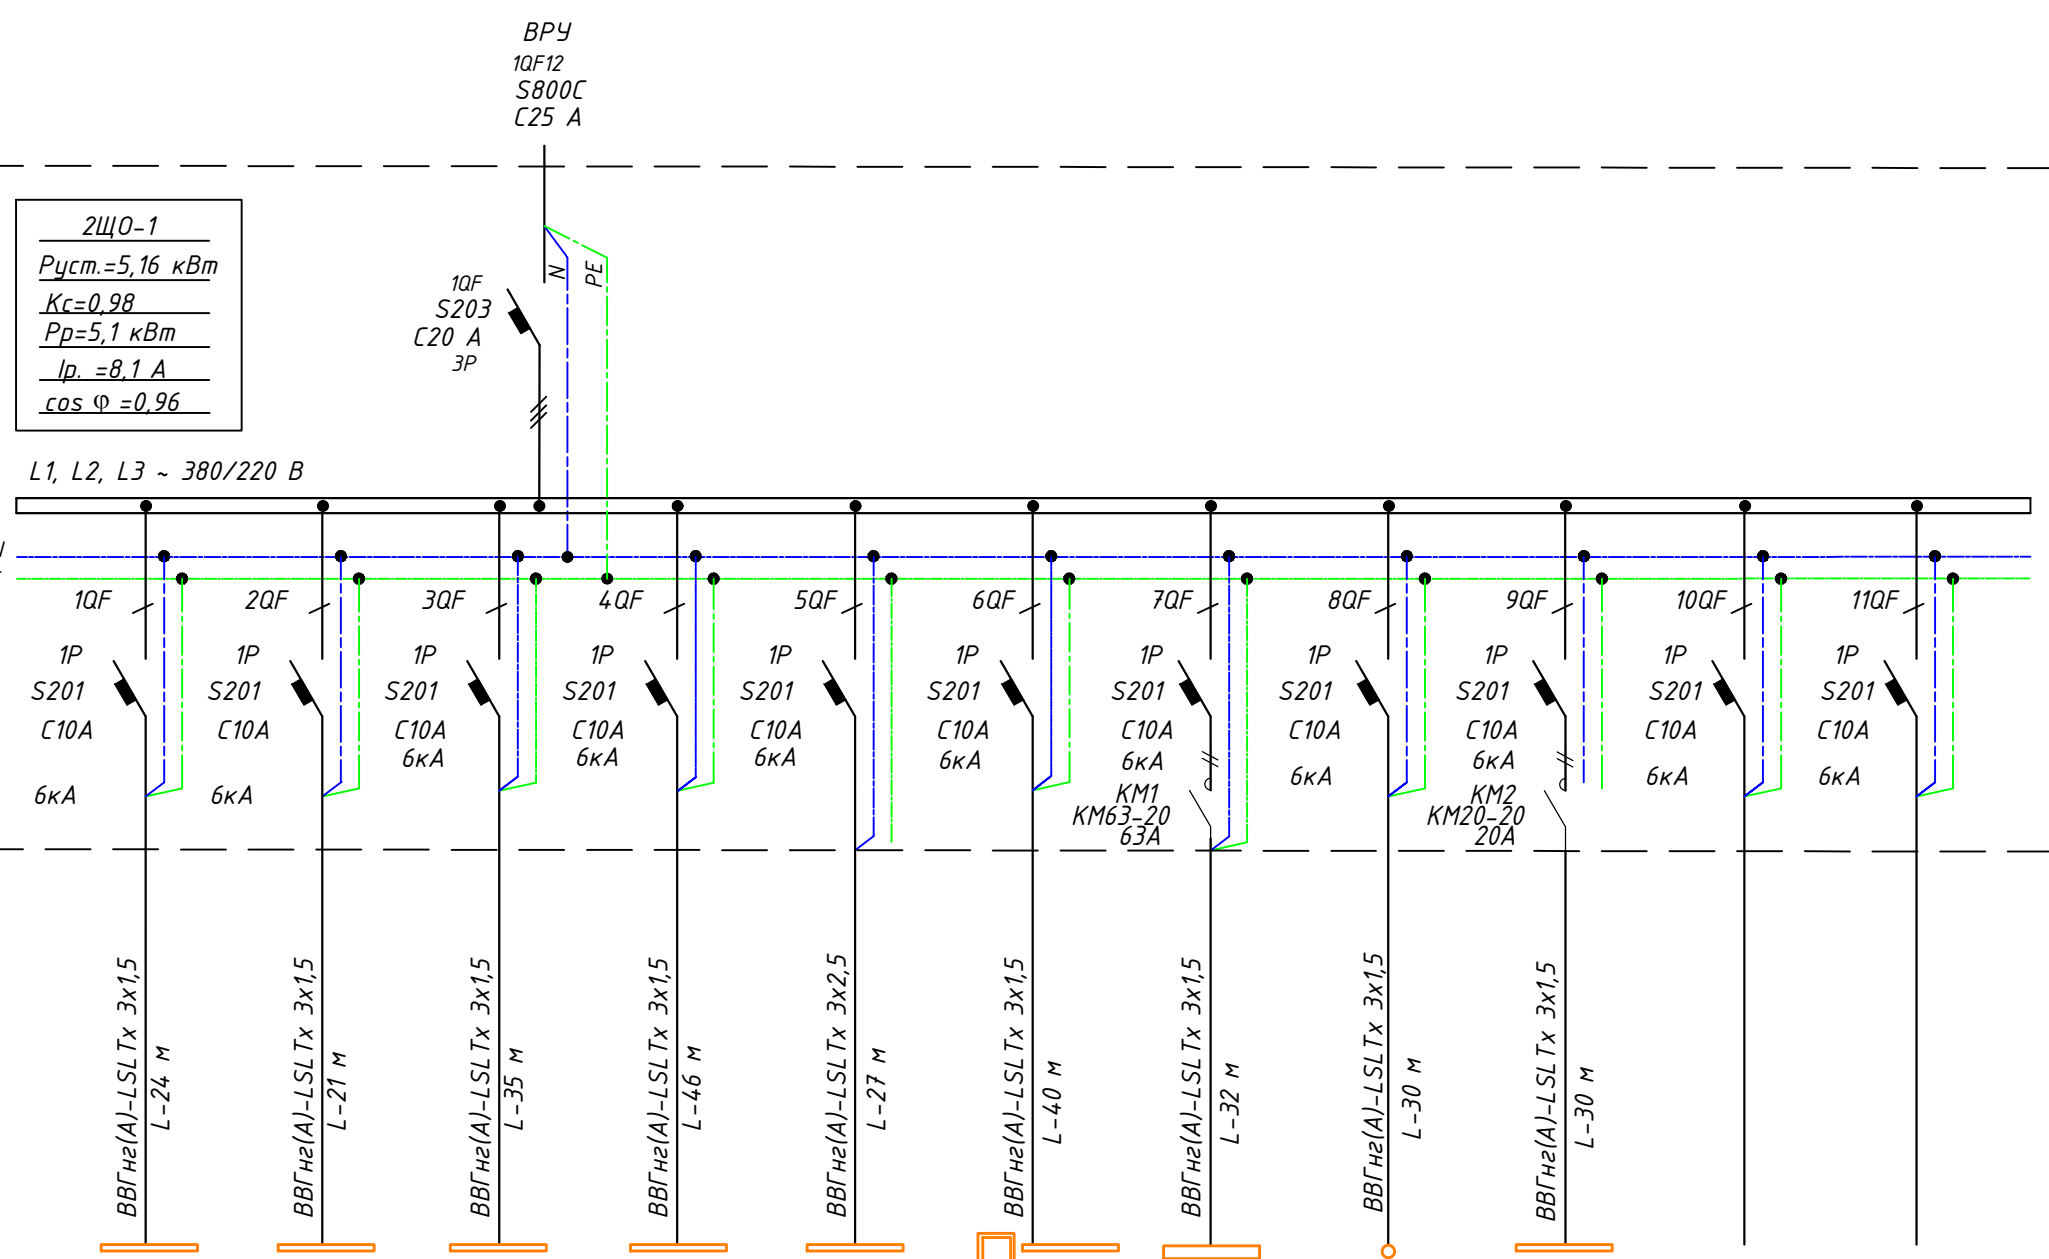 ВРУ
1QF12
S800C
C25 А
2ЩО-1
Руст.=5,16 кВт
Кс=0,98
Рр=5,1 кВт
Iр. =8,1 А
cos φ =0,96
1QF
S203
C20 А
3P
N
PE
L1, L2, L3 ~ 380/220 В
1QF 2QF 3QF 4QF 5QF 6QF 7QF 8QF 9QF 10QF 11QF
1P 1P 1P 1P 1P 1P 1P 1P 1P 1P 1P
S201 S201 S201 S201 S201 S201 S201 S201 S201 S201 S201
C10A C10A C10A C10A C10A C10A C10A C10A C10A C10A C10A
6кА 6кА 6кА 6кА 6кА 6кА 6кА 6кА 6кА 6кА 6кА
KM1
KM63-20
63A
KM2
KM20-20
20A
ВВГнг(А)-LSLTx 3x1,5
L-24 м
ВВГнг(А)-LSLTx 3x1,5
L-21 м
ВВГнг(А)-LSLTx 3x1,5
L-35 м
ВВГнг(А)-LSLTx 3x1,5
L-46 м
ВВГнг(А)-LSLTx 3x2,5
L-27 м
ВВГнг(А)-LSLTx 3x1,5
L-40 м
ВВГнг(А)-LSLTx 3x1,5
L-32 м
ВВГнг(А)-LSLTx 3x1,5
L-30 м
ВВГнг(А)-LSLTx 3x1,5
L-30 м